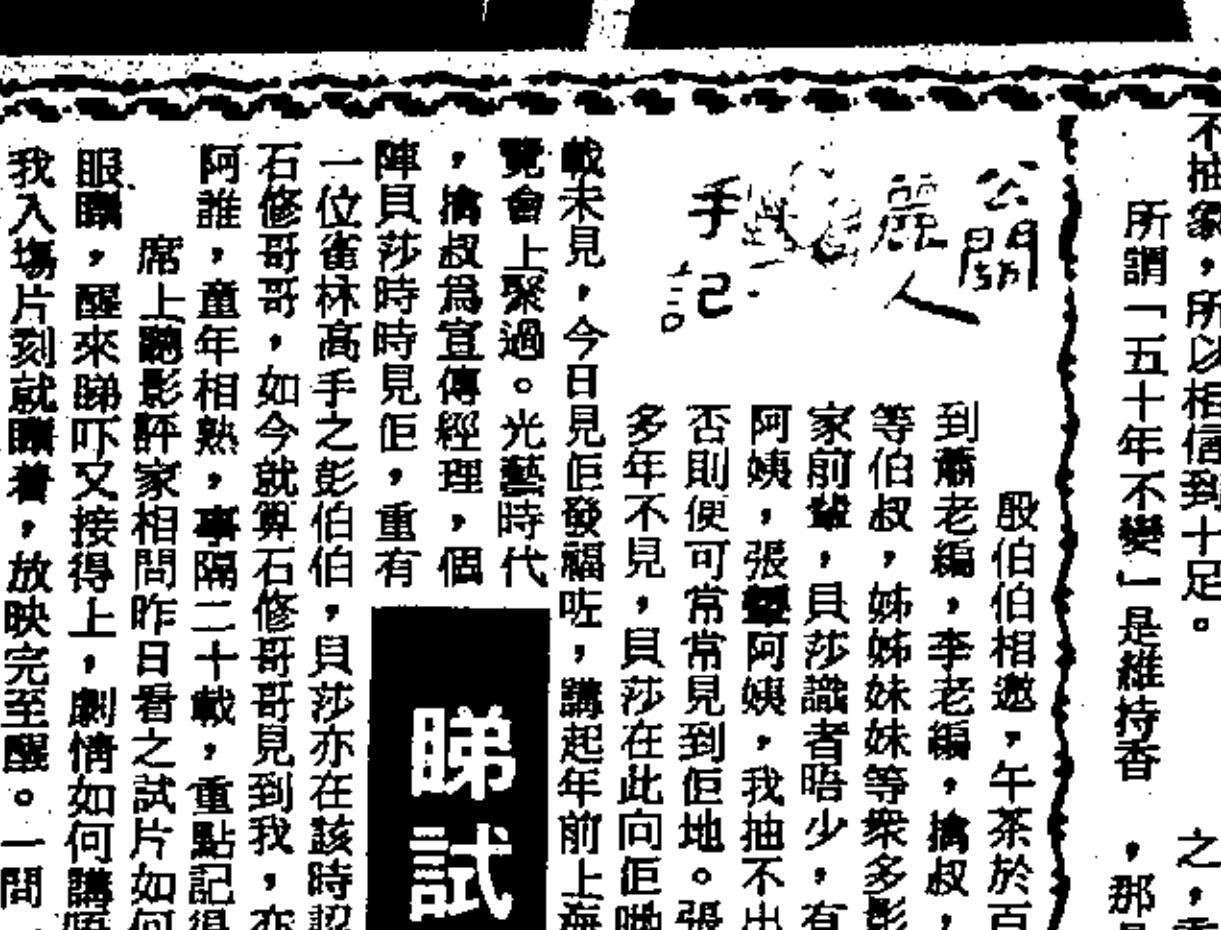 不抽象，所以相信到十足。
所謂「五十年不變」是維持香
之，
，那
公開
麗人
手記
殷伯伯相邀，午茶於百
到蕭老編，李老編，擒叔，
等伯叔，姊姊妹妹等衆多影
家前輩，貝莎識者唔少，有
阿姨，張阿姨，我抽不出
否則便可常常見到佢地。張
多年不見，貝莎在此向佢哋
載未見，今日見佢發福咗，講起年前上海
覽會上聚過。光藝時代
，擒叔爲宣傳經理，個
陣貝莎時時見佢，重有
一位雀林高手之彭伯伯，貝莎亦在該時認
石修哥哥，如今就算石修哥哥見到我，亦
阿誰，童年相熟，事隔二十載，重點記得
席上聽影評家相問昨日看之試片如何
眼瞓，醒來睇吓又接得上，劇情如何講唔
我入塲片刻就瞓着，放映完至醒。一問
睇試